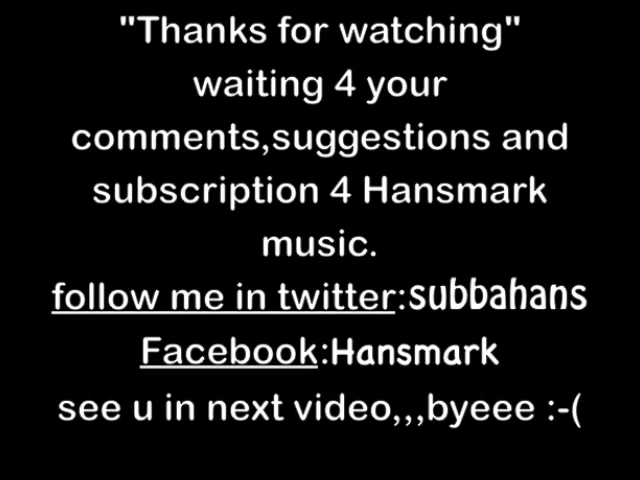 "Thanks for watching"
waiting 4 your
comments,suggestions and
subscription 4 Hansmark
music.
follow me in twitter:subbahans
Facebook:Hansmark
see u in next video,,,byeee :-(